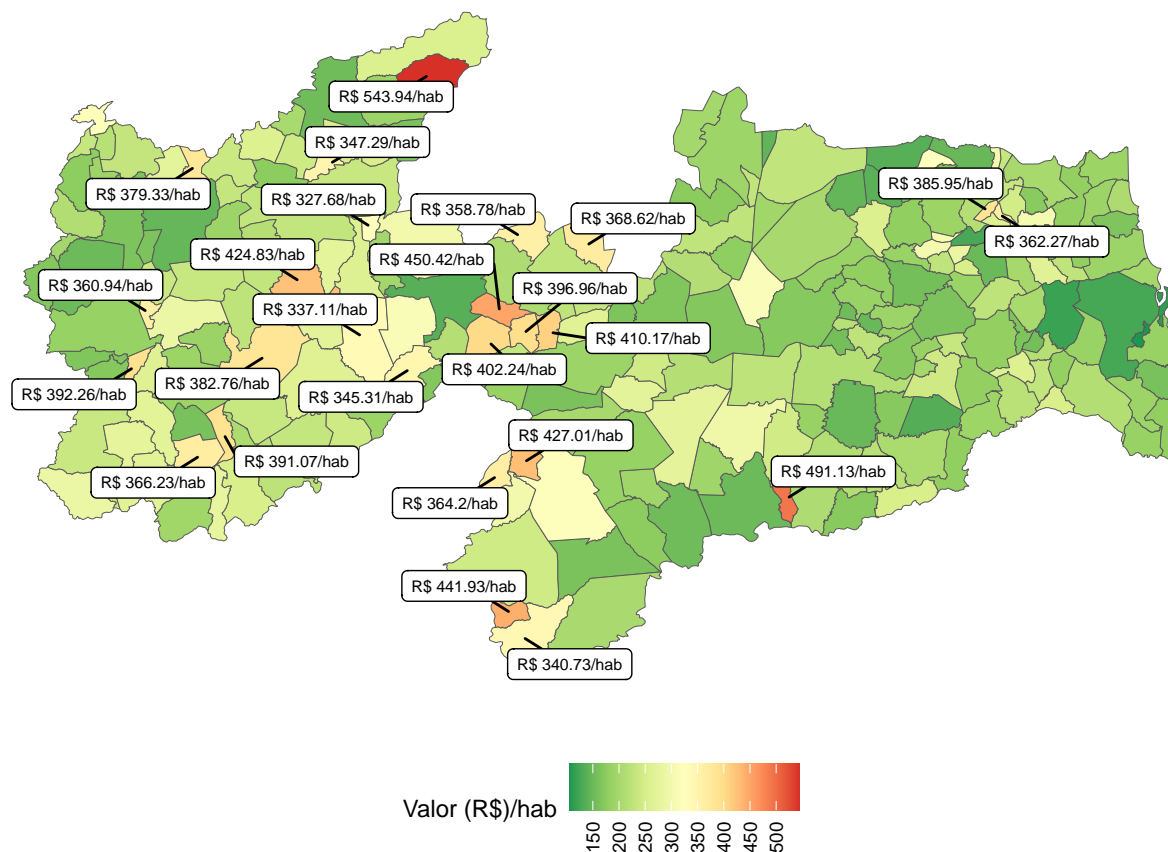 R$ 543.94/hab
R$ 347.29/hab
R$ 379.33/hab
R$ 385.95/hab
R$ 327.68/hab
R$ 358.78/hab
R$ 368.62/hab
R$ 362.27/hab
R$ 424.83/hab
R$ 450.42/hab
R$ 360.94/hab
R$ 396.96/hab
R$ 337.11/hab
R$ 410.17/hab
R$ 402.24/hab
R$ 382.76/hab
R$ 392.26/hab
R$ 345.31/hab
R$ 427.01/hab
R$ 391.07/hab
R$ 491.13/hab
R$ 366.23/hab
R$ 364.2/hab
R$ 441.93/hab
R$ 340.73/hab
Valor (R$)/hab
150 200 250 300 350 400 450 500